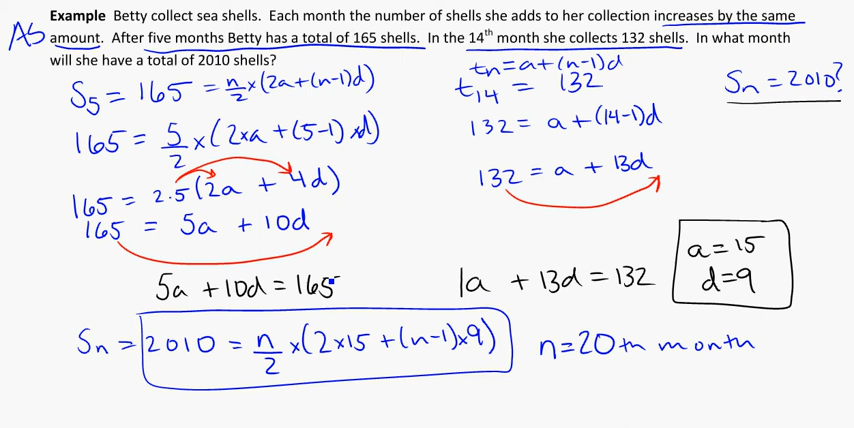 Example Betty collect sea shells. Each month the number of shells she adds to her collection increases by the same
amount. After five months Betty has a total of 165 shells. In the 14th month she collects 132 shells. In what month
will she have a total of 2010 shells?
AS
S5 = 165 = n/2 × (2a + (n-1)d)
tn = a + (n-1)d
t14 = 132
Sn = 2010?
165 = 5/2 × (2×a + (5-1)×d)
132 = a + (14-1)d
165 = 2.5(2a + 4d)
132 = a + 13d
165 = 5a + 10d
a = 15
d = 9
5a + 10d = 165
1a + 13d = 132
Sn = 2010 = n/2 × (2×15 + (n-1)×9)
n = 20th month